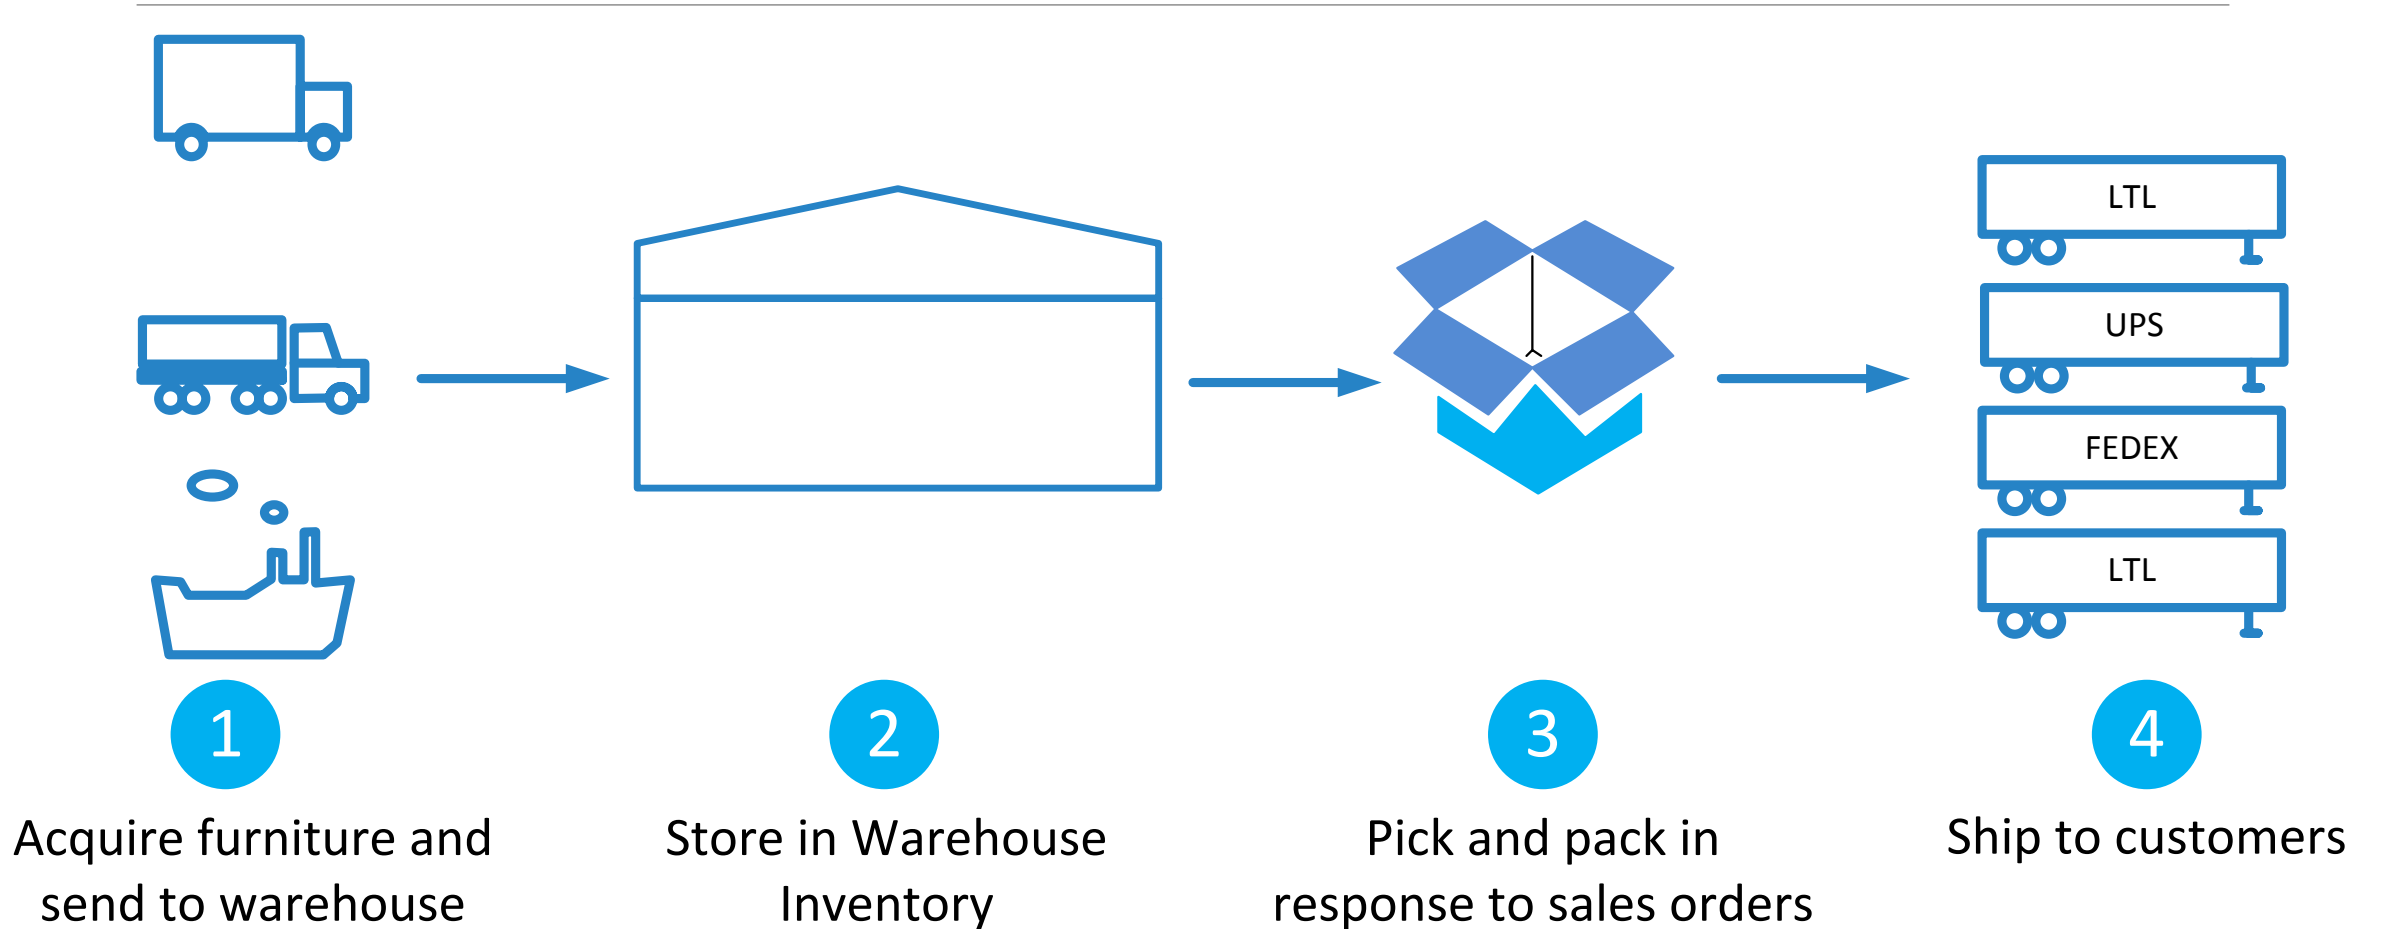 LTL
UPS
FEDEX
LTL
1
Acquire furniture and
send to warehouse
2
Store in Warehouse
Inventory
3
Pick and pack in
response to sales orders
4
Ship to customers